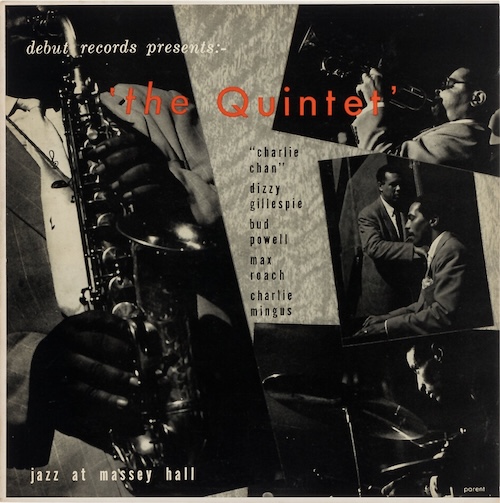 debut records presents:-
'the Quintet'
"charlie
chan"
dizzy
gillespie
bud
powell
max
roach
charlie
mingus
jazz at massey hall
parent